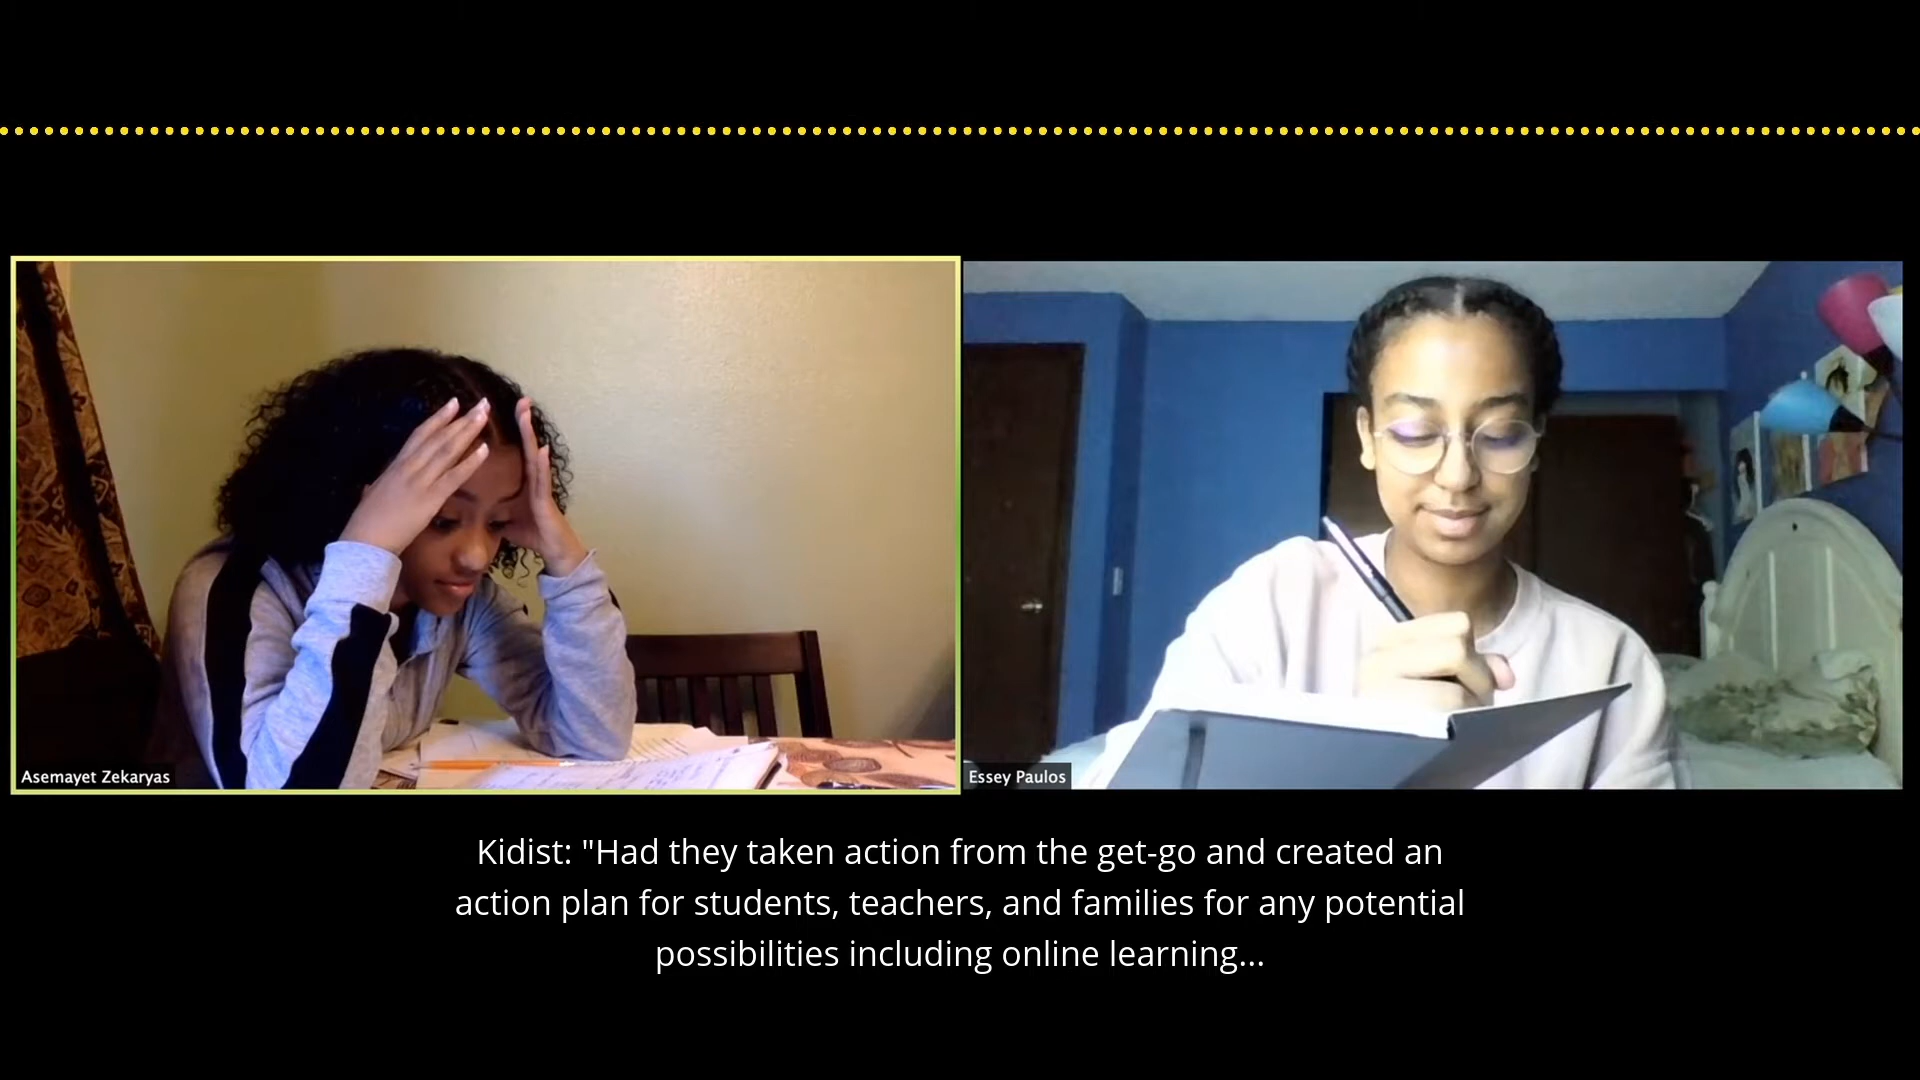 Asemayet Zekaryas
Essey Paulos
Kidist: "Had they taken action from the get-go and created an
action plan for students, teachers, and families for any potential
possibilities including online learning...